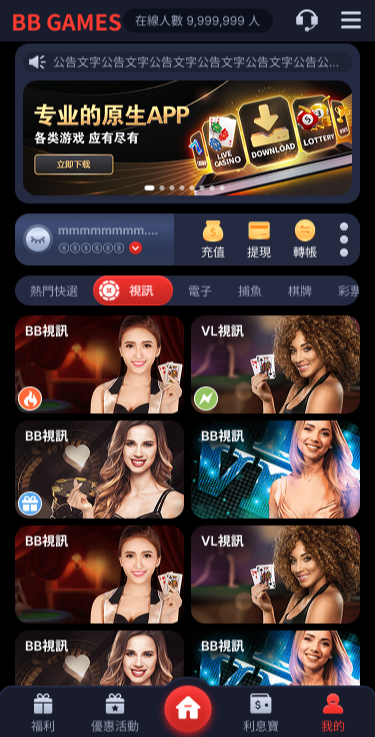 BB GAMES
在線人數 9,999,999 人
公告文字公告文字公告文字公告文字公告文字公告公...
专业的原生APP
各类游戏 应有尽有
立即下载
LIVE CASINO
DOWNLOAD
LOTTERY
mmmmmmmm....
充值 提現 轉帳
熱門快選 視訊 電子 捕魚 棋牌 彩票
BB視訊 VL視訊
BB視訊 BB視訊
BB視訊 VL視訊
BB視訊 BB視訊
福利 優惠活動 利息寶 我的